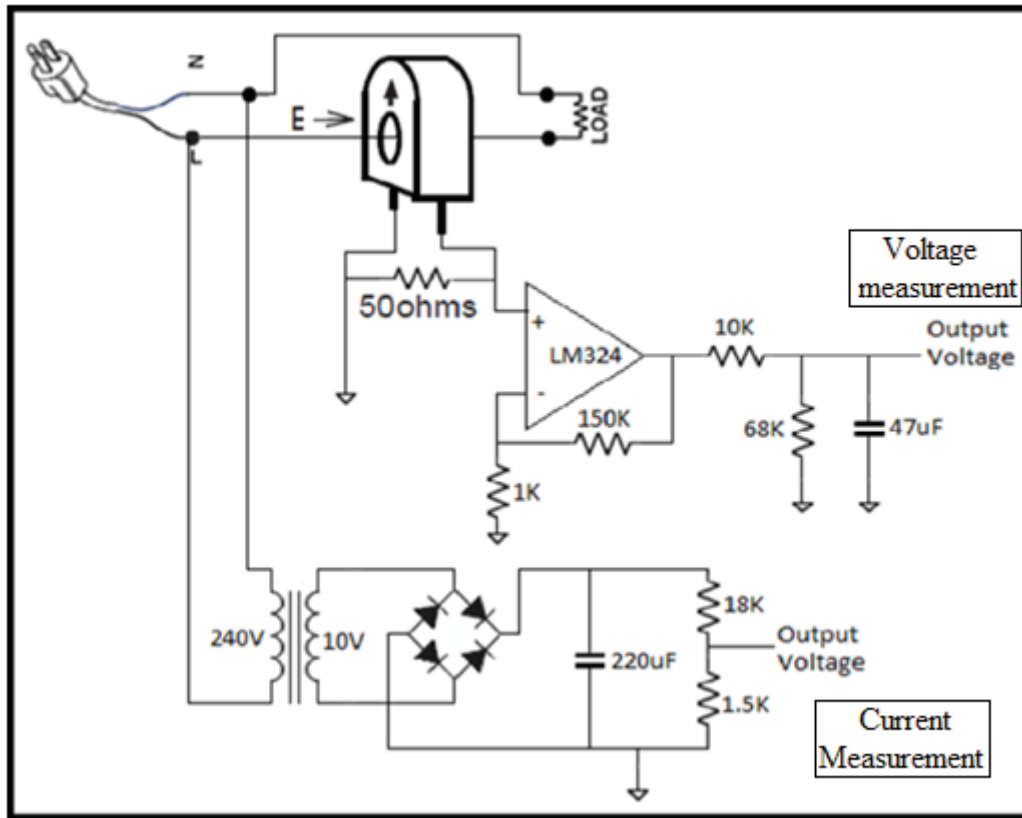 N
L
E
LOAD
50ohms
Voltage
measurement
+
LM324
-
10K
Output
Voltage
150K
68K
47uF
1K
240V
10V
220uF
18K
Output
Voltage
1.5K
Current
Measurement